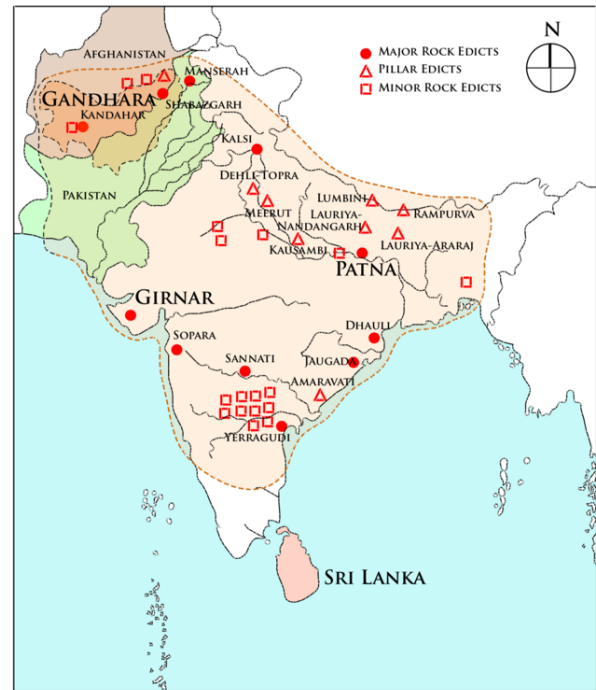 N
Major Rock Edicts
Pillar Edicts
Minor Rock Edicts
Afghanistan
Manserah
Gandhara
Shabazgarh
Kandahar
Kalsi
Dehli-Topra
Pakistan
Meerut
Lumbini
Rampurva
Lauriya-
Nandangarh
Lauriya-Araraj
Kausambi
Patna
Girnar
Dhauli
Sopara
Sannati
Jaugada
Amaravati
Yerragudi
Sri Lanka